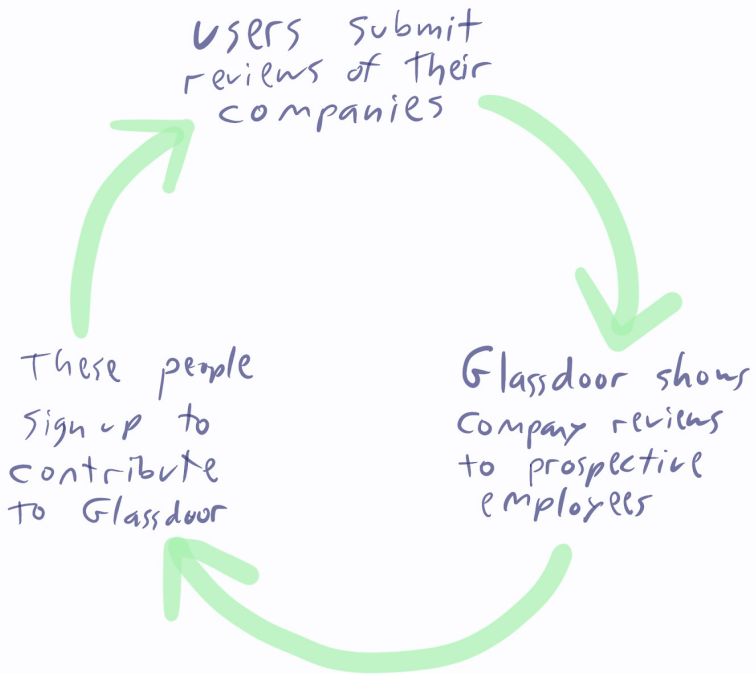 Users submit
reviews of their
companies
Glassdoor shows
company reviews
to prospective
employees
These people
sign up to
contribute
to Glassdoor